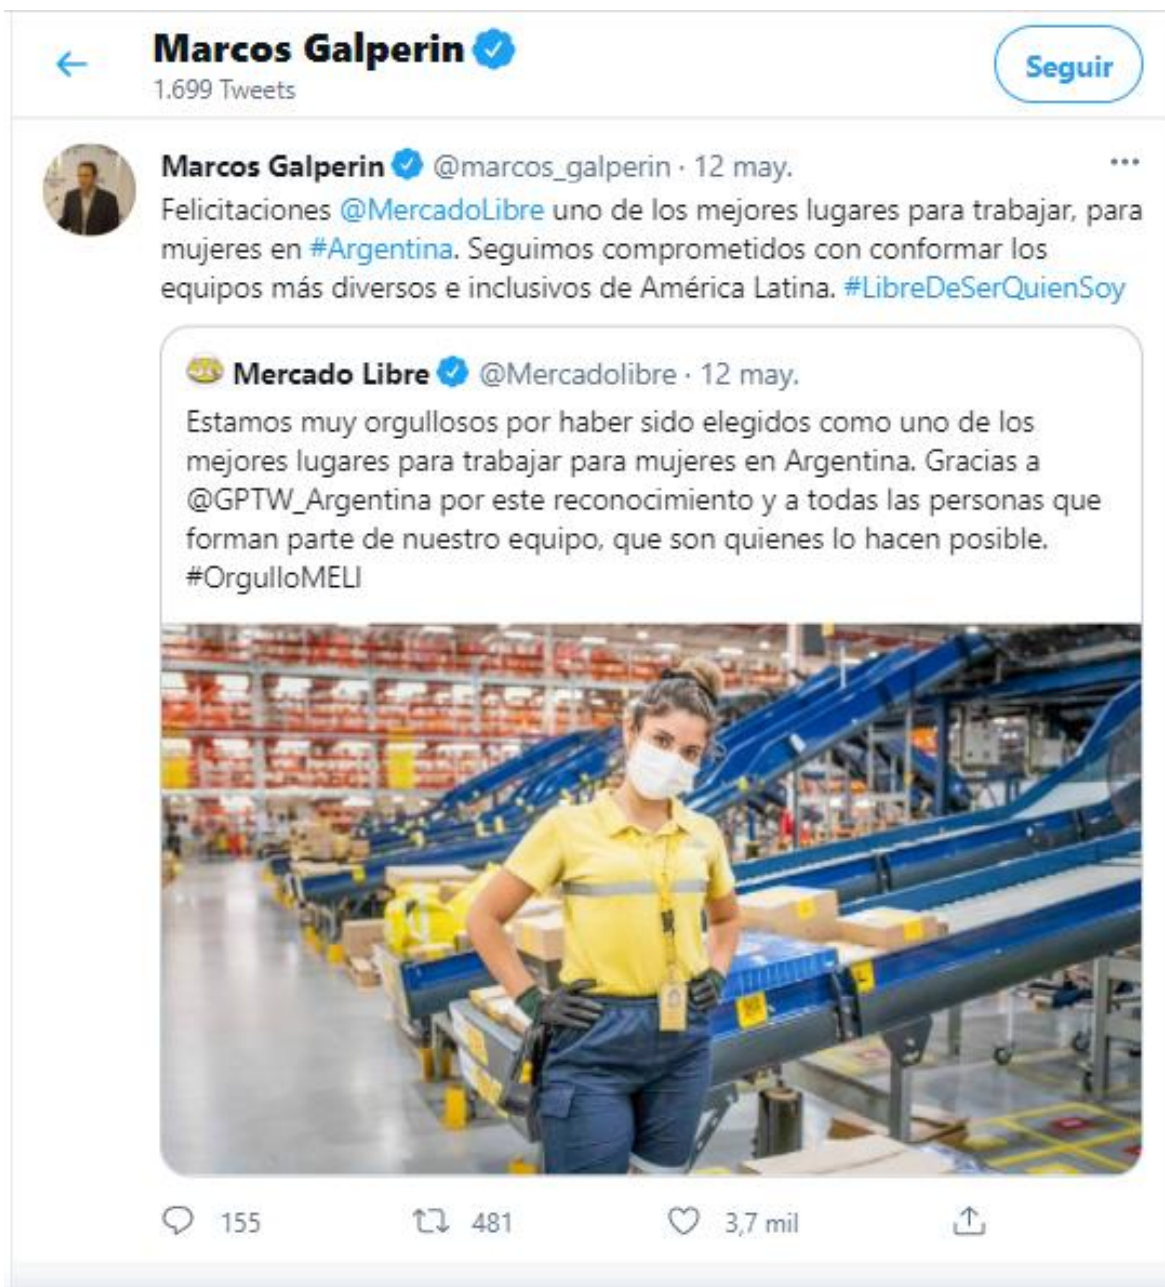 Marcos Galperin
1.699 Tweets
Seguir
Marcos Galperin @marcos_galperin · 12 may.
Felicitaciones @MercadoLibre uno de los mejores lugares para trabajar, para
mujeres en #Argentina. Seguimos comprometidos con conformar los
equipos más diversos e inclusivos de América Latina. #LibreDeSerQuienSoy
Mercado Libre @Mercadolibre · 12 may.
Estamos muy orgullosos por haber sido elegidos como uno de los
mejores lugares para trabajar para mujeres en Argentina. Gracias a
@GPTW_Argentina por este reconocimiento y a todas las personas que
forman parte de nuestro equipo, que son quienes lo hacen posible.
#OrgulloMELI
155 481 3,7 mil